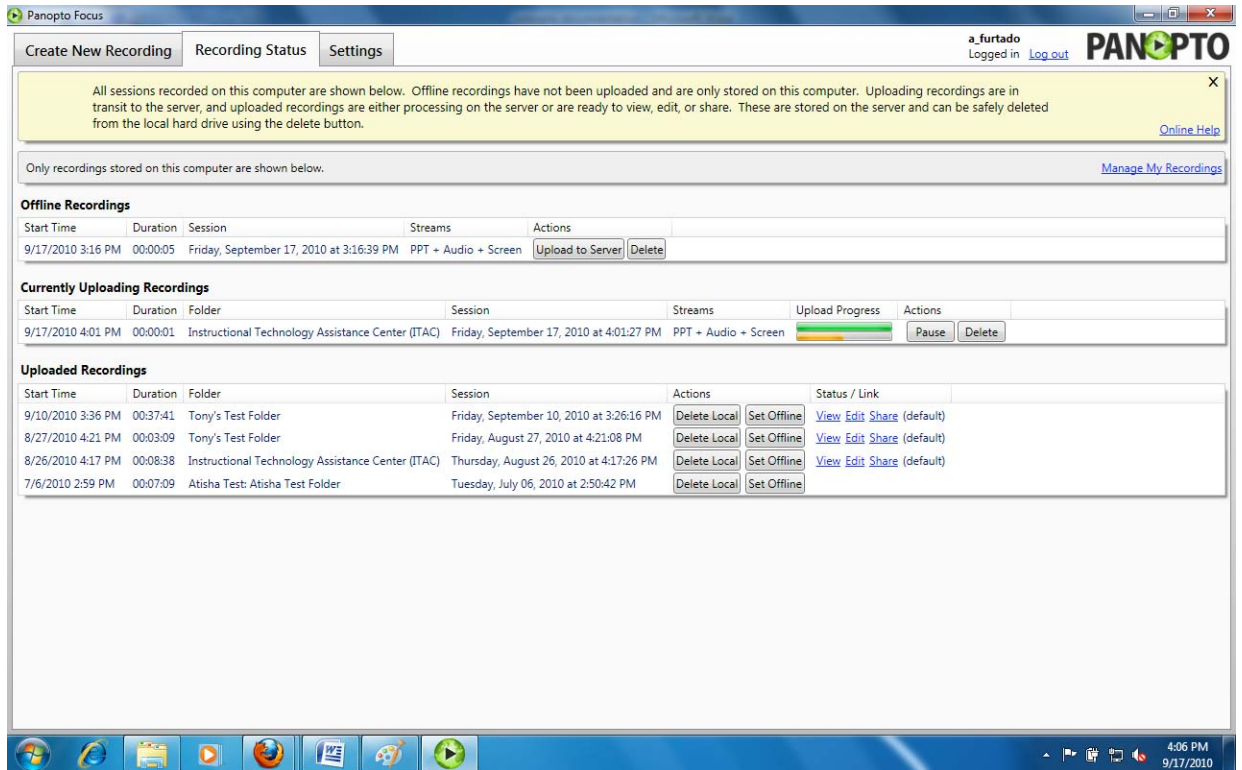 Panopto Focus
Create New Recording Recording Status Settings
a_furtado
Logged in Log out
PANOPTO
All sessions recorded on this computer are shown below. Offline recordings have not been uploaded and are only stored on this computer. Uploading recordings are in
transit to the server, and uploaded recordings are either processing on the server or are ready to view, edit, or share. These are stored on the server and can be safely deleted
from the local hard drive using the delete button.
X
Online Help
Only recordings stored on this computer are shown below. Manage My Recordings
Offline Recordings
Start Time Duration Session Streams Actions
9/17/2010 3:16 PM 00:00:05 Friday, September 17, 2010 at 3:16:39 PM PPT + Audio + Screen Upload to Server Delete
Currently Uploading Recordings
Start Time Duration Folder Session Streams Upload Progress Actions
9/17/2010 4:01 PM 00:00:01 Instructional Technology Assistance Center (ITAC) Friday, September 17, 2010 at 4:01:27 PM PPT + Audio + Screen Pause Delete
Uploaded Recordings
Start Time Duration Folder Session Actions Status / Link
9/10/2010 3:36 PM 00:37:41 Tony's Test Folder Friday, September 10, 2010 at 3:26:16 PM Delete Local Set Offline View Edit Share (default)
8/27/2010 4:21 PM 00:03:09 Tony's Test Folder Friday, August 27, 2010 at 4:21:08 PM Delete Local Set Offline View Edit Share (default)
8/26/2010 4:17 PM 00:08:38 Instructional Technology Assistance Center (ITAC) Thursday, August 26, 2010 at 4:17:26 PM Delete Local Set Offline View Edit Share (default)
7/6/2010 2:59 PM 00:07:09 Atisha Test: Atisha Test Folder Tuesday, July 06, 2010 at 2:50:42 PM Delete Local Set Offline
4:06 PM
9/17/2010